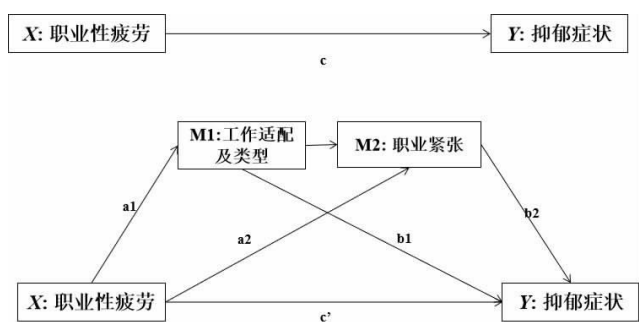 X: 职业性疲劳
Y: 抑郁症状
c
M1:工作适配
及类型
M2: 职业紧张
a1
a2
b1
b2
X: 职业性疲劳
Y: 抑郁症状
c’